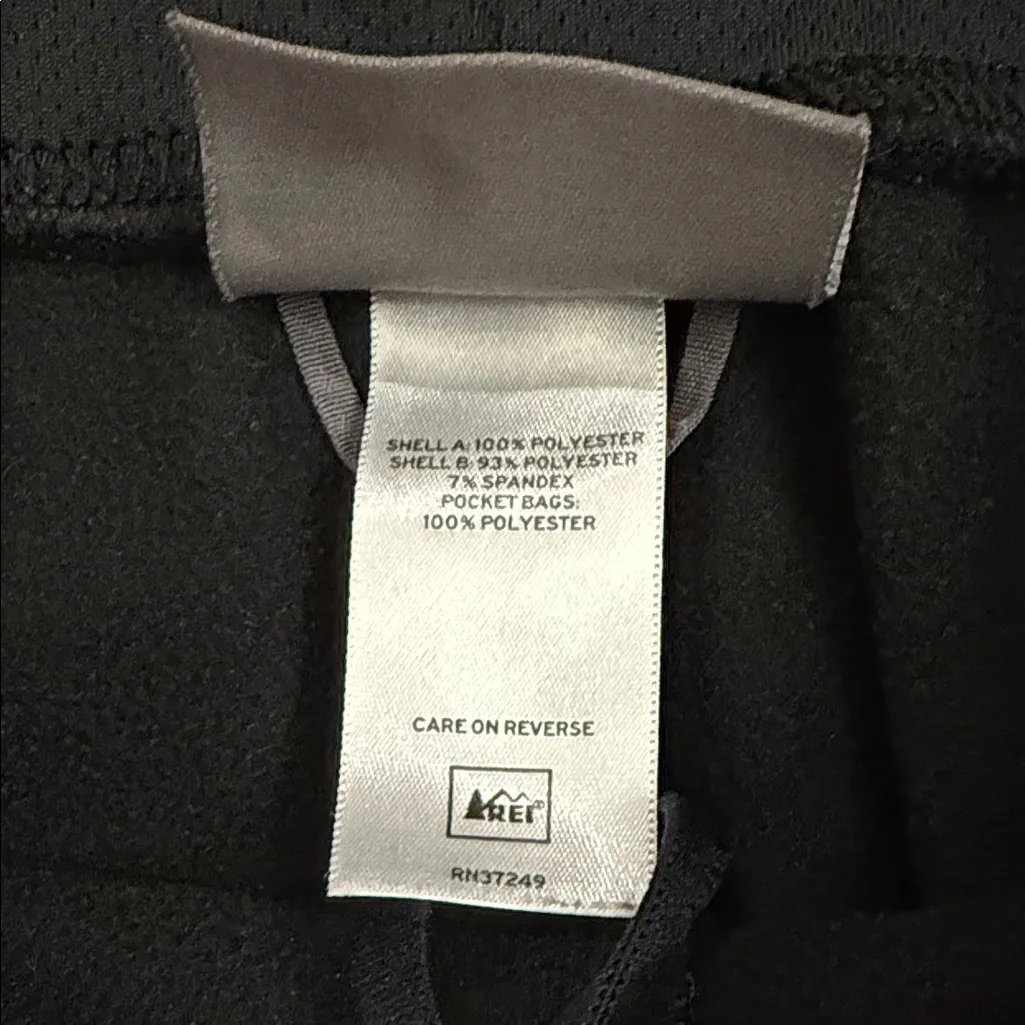 SHELL A: 100% POLYESTER
SHELL B: 93% POLYESTER
7% SPANDEX
POCKET BAGS:
100% POLYESTER
CARE ON REVERSE
REI®
RN37249